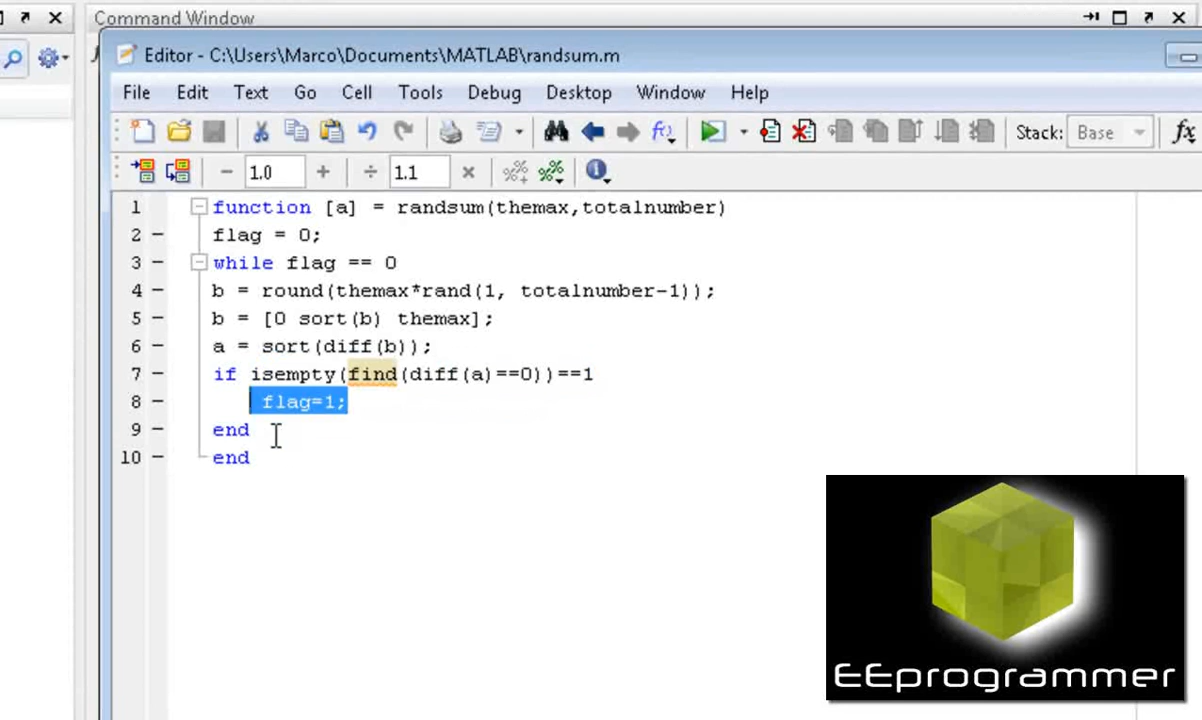 Command Window
Editor - C:\Users\Marco\Documents\MATLAB\randsum.m
File Edit Text Go Cell Tools Debug Desktop Window Help
Stack: Base
1.0
1.1
1 function [a] = randsum(themax,totalnumber)
2 flag = 0;
3 while flag == 0
4 b = round(themax*rand(1, totalnumber-1));
5 b = [0 sort(b) themax];
6 a = sort(diff(b));
7 if isempty(find(diff(a)==0))==1
8 flag=1;
9 end
10 end
EEprogrammer